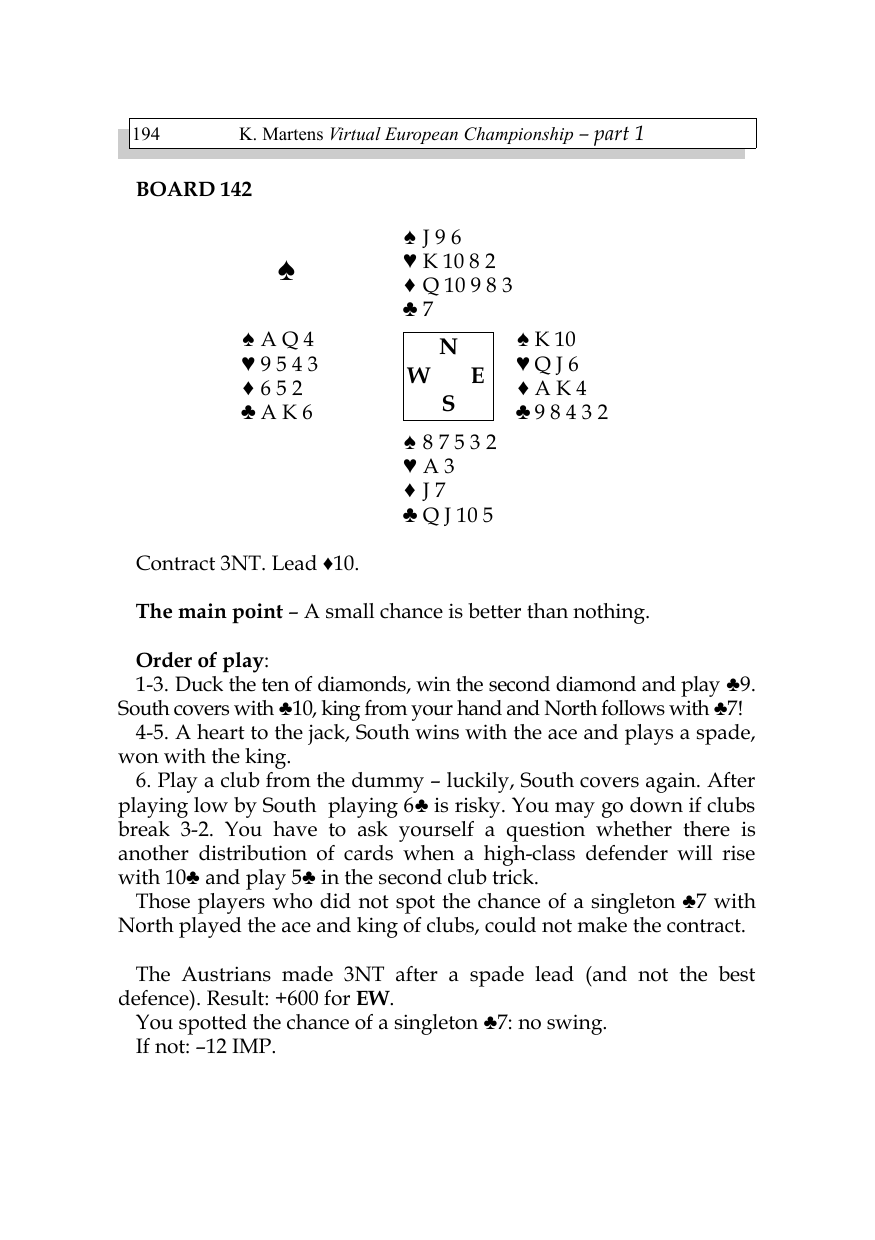 194 K. Martens Virtual European Championship – part 1
BOARD 142
♠
♠ J 9 6
♥ K 10 8 2
♦ Q 10 9 8 3
♣ 7
♠ A Q 4
♥ 9 5 4 3
♦ 6 5 2
♣ A K 6
N
W E
S
♠ K 10
♥ Q J 6
♦ A K 4
♣ 9 8 4 3 2
♠ 8 7 5 3 2
♥ A 3
♦ J 7
♣ Q J 10 5
Contract 3NT. Lead ♦10.
The main point – A small chance is better than nothing.
Order of play:
1-3. Duck the ten of diamonds, win the second diamond and play ♣9.
South covers with ♣10, king from your hand and North follows with ♣7!
4-5. A heart to the jack, South wins with the ace and plays a spade,
won with the king.
6. Play a club from the dummy – luckily, South covers again. After
playing low by South playing 6♣ is risky. You may go down if clubs
break 3-2. You have to ask yourself a question whether there is
another distribution of cards when a high-class defender will rise
with 10♣ and play 5♣ in the second club trick.
Those players who did not spot the chance of a singleton ♣7 with
North played the ace and king of clubs, could not make the contract.
The Austrians made 3NT after a spade lead (and not the best
defence). Result: +600 for EW.
You spotted the chance of a singleton ♣7: no swing.
If not: –12 IMP.